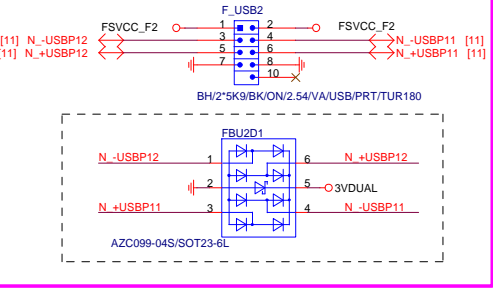 F_USB2
FSVCC_F2 1 2 FSVCC_F2
[11] N_-USBP12 3 4 N_-USBP11 [11]
[11] N_+USBP12 5 6 N_+USBP11 [11]
7 8
10
BH/2*5K9/BK/ON/2.54/VA/USB/PRT/TUR180
FBU2D1
N_-USBP12 1 6 N_+USBP12
2 5 3VDUAL
N_+USBP11 3 4 N_-USBP11
AZC099-04S/SOT23-6L